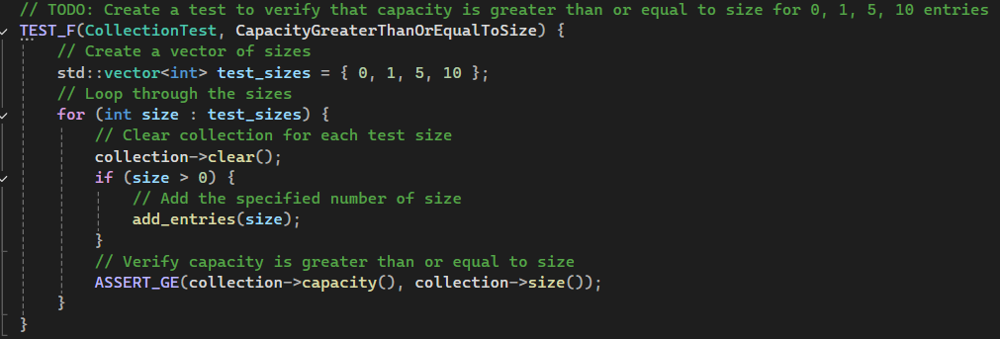 // TODO: Create a test to verify that capacity is greater than or equal to size for 0, 1, 5, 10 entries
TEST_F(CollectionTest, CapacityGreaterThanOrEqualToSize) {
// Create a vector of sizes
std::vector<int> test_sizes = { 0, 1, 5, 10 };
// Loop through the sizes
for (int size : test_sizes) {
// Clear collection for each test size
collection->clear();
if (size > 0) {
// Add the specified number of size
add_entries(size);
}
// Verify capacity is greater than or equal to size
ASSERT_GE(collection->capacity(), collection->size());
}
}